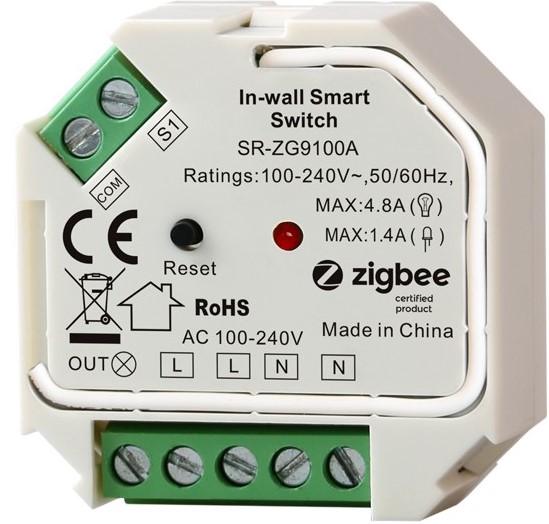 In-wall Smart
Switch
SR-ZG9100A
Ratings:100-240V~,50/60Hz,
MAX:4.8A ( )
MAX:1.4A ( )
S1
COM
CE
Reset
zigbee
certified
product
RoHS
AC 100-240V
Made in China
OUT L L N N